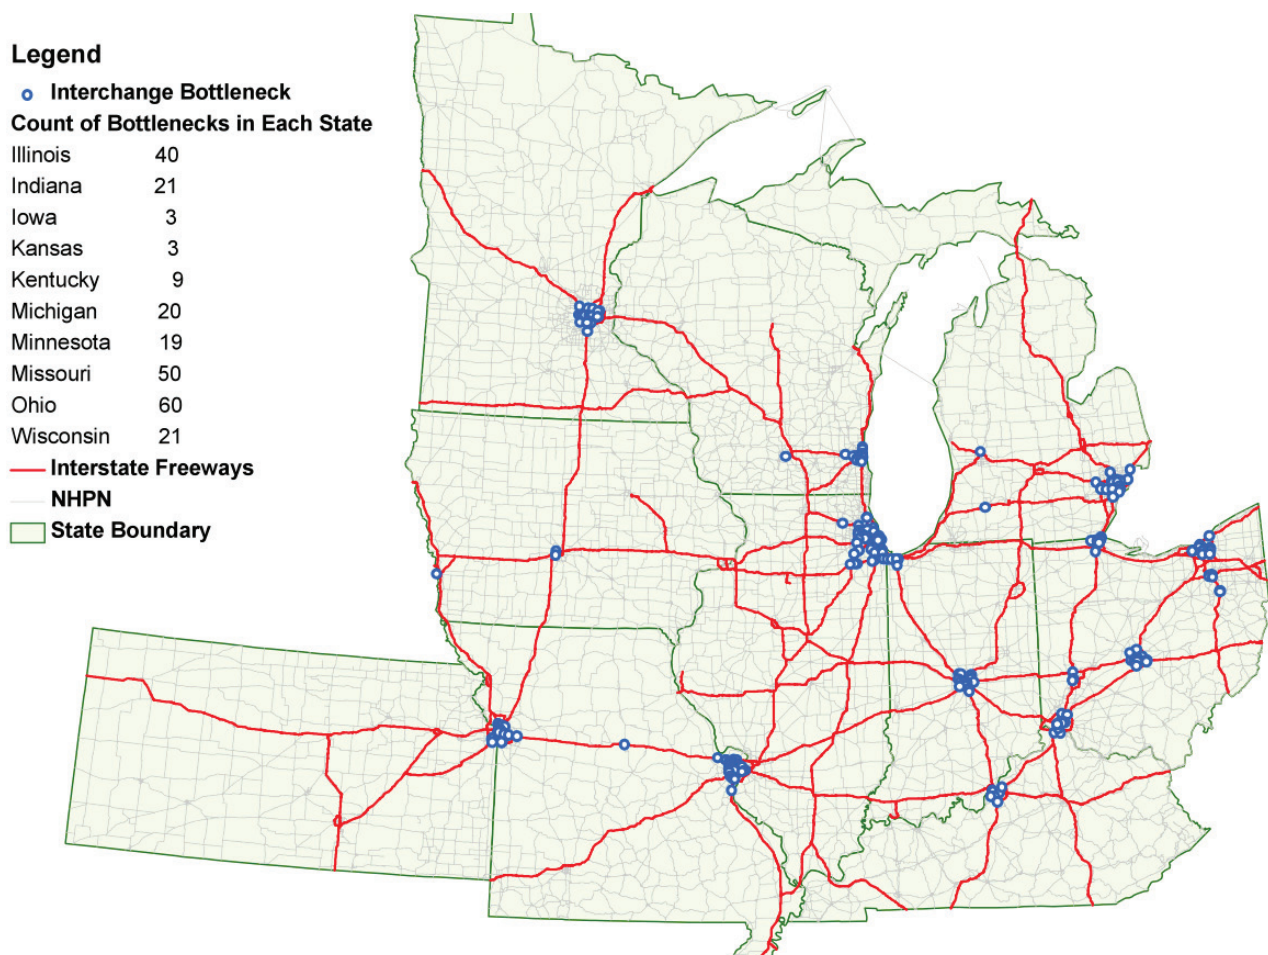 Legend
Interchange Bottleneck
Count of Bottlenecks in Each State
Illinois 40
Indiana 21
Iowa 3
Kansas 3
Kentucky 9
Michigan 20
Minnesota 19
Missouri 50
Ohio 60
Wisconsin 21
Interstate Freeways
NHPN
State Boundary